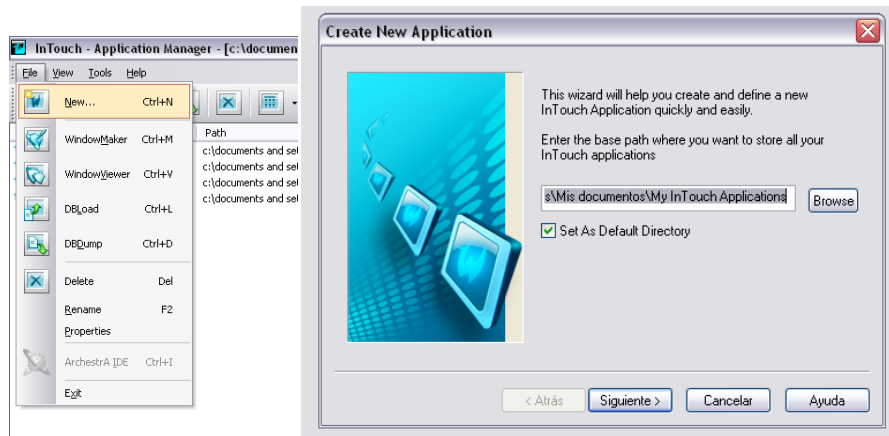 InTouch - Application Manager - [c:\documen
File View Tools Help
New... Ctrl+N
WindowMaker Ctrl+M
WindowViewer Ctrl+V
DBLoad Ctrl+L
DBDump Ctrl+D
Delete Del
Rename F2
Properties
ArchestrA IDE Ctrl+I
Exit
Path
c:\documents and set
c:\documents and set
c:\documents and set
c:\documents and set
Create New Application
This wizard will help you create and define a new
InTouch Application quickly and easily.
Enter the base path where you want to store all your
InTouch applications
s\Mis documentos\My InTouch Applications
Browse
Set As Default Directory
< Atrás Siguiente > Cancelar Ayuda